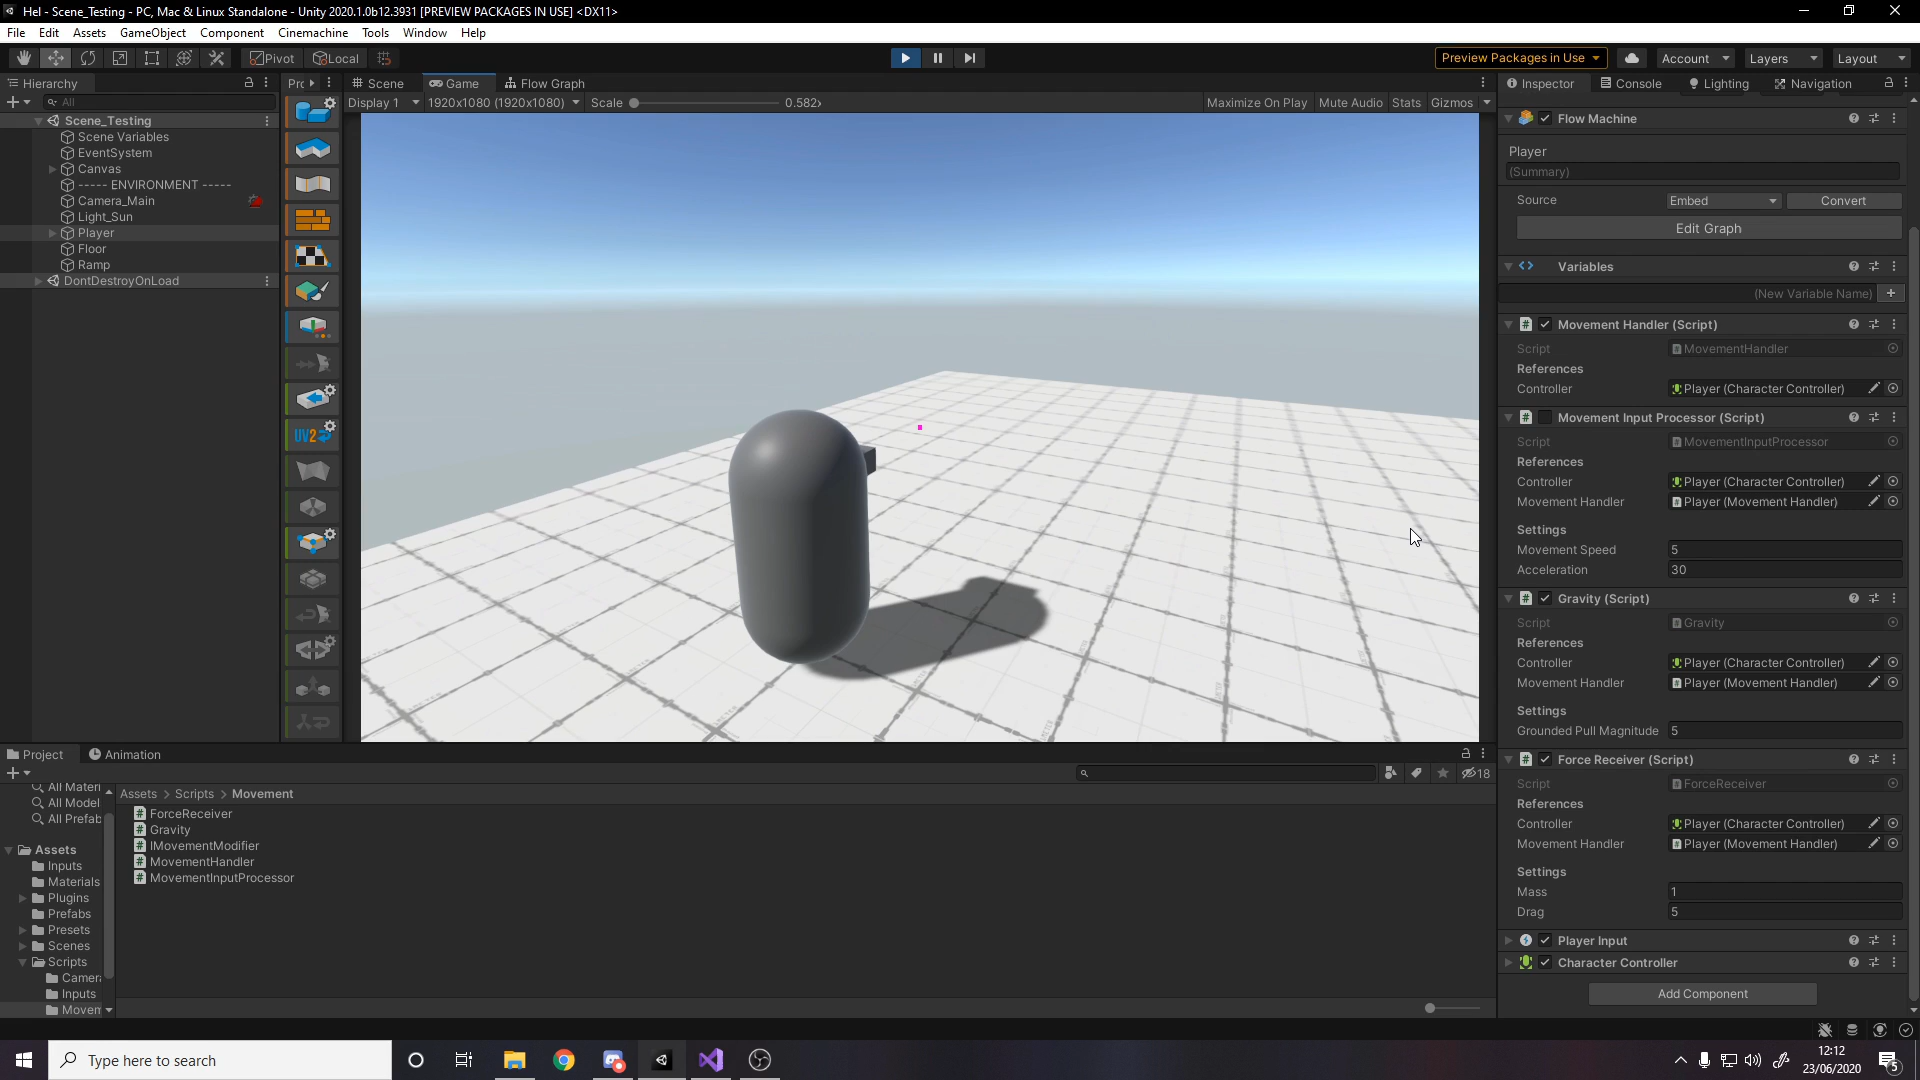 Hel - Scene_Testing - PC, Mac & Linux Standalone - Unity 2020.1.0b12.3931 [PREVIEW PACKAGES IN USE] <DX11>
File Edit Assets GameObject Component Cinemachine Tools Window Help
Pivot Local Preview Packages in Use Account Layers Layout
Hierarchy Pro Scene Game Flow Graph Inspector Console Lighting Navigation
All Display 1 1920x1080 (1920x1080) Scale 0.582x Maximize On Play Mute Audio Stats Gizmos
Scene_Testing
Scene Variables
EventSystem
Canvas
----- ENVIRONMENT -----
Camera_Main
Light_Sun
Player
Floor
Ramp
DontDestroyOnLoad
UV2
Flow Machine
Player
(Summary)
Source Embed Convert
Edit Graph
Variables
(New Variable Name)
Movement Handler (Script)
Script MovementHandler
References
Controller Player (Character Controller)
Movement Input Processor (Script)
Script MovementInputProcessor
References
Controller Player (Character Controller)
Movement Handler Player (Movement Handler)
Settings
Movement Speed 5
Acceleration 30
Gravity (Script)
Script Gravity
References
Controller Player (Character Controller)
Movement Handler Player (Movement Handler)
Settings
Grounded Pull Magnitude 5
Force Receiver (Script)
Script ForceReceiver
References
Controller Player (Character Controller)
Movement Handler Player (Movement Handler)
Settings
Mass 1
Drag 5
Player Input
Character Controller
Add Component
Project Animation
18
All Materi
All Model
All Prefab
Assets
Inputs
Materials
Plugins
Prefabs
Presets
Scenes
Scripts
Camera
Inputs
Movem
Assets > Scripts > Movement
ForceReceiver
Gravity
IMovementModifier
MovementHandler
MovementInputProcessor
Type here to search
12:12
23/06/2020
5